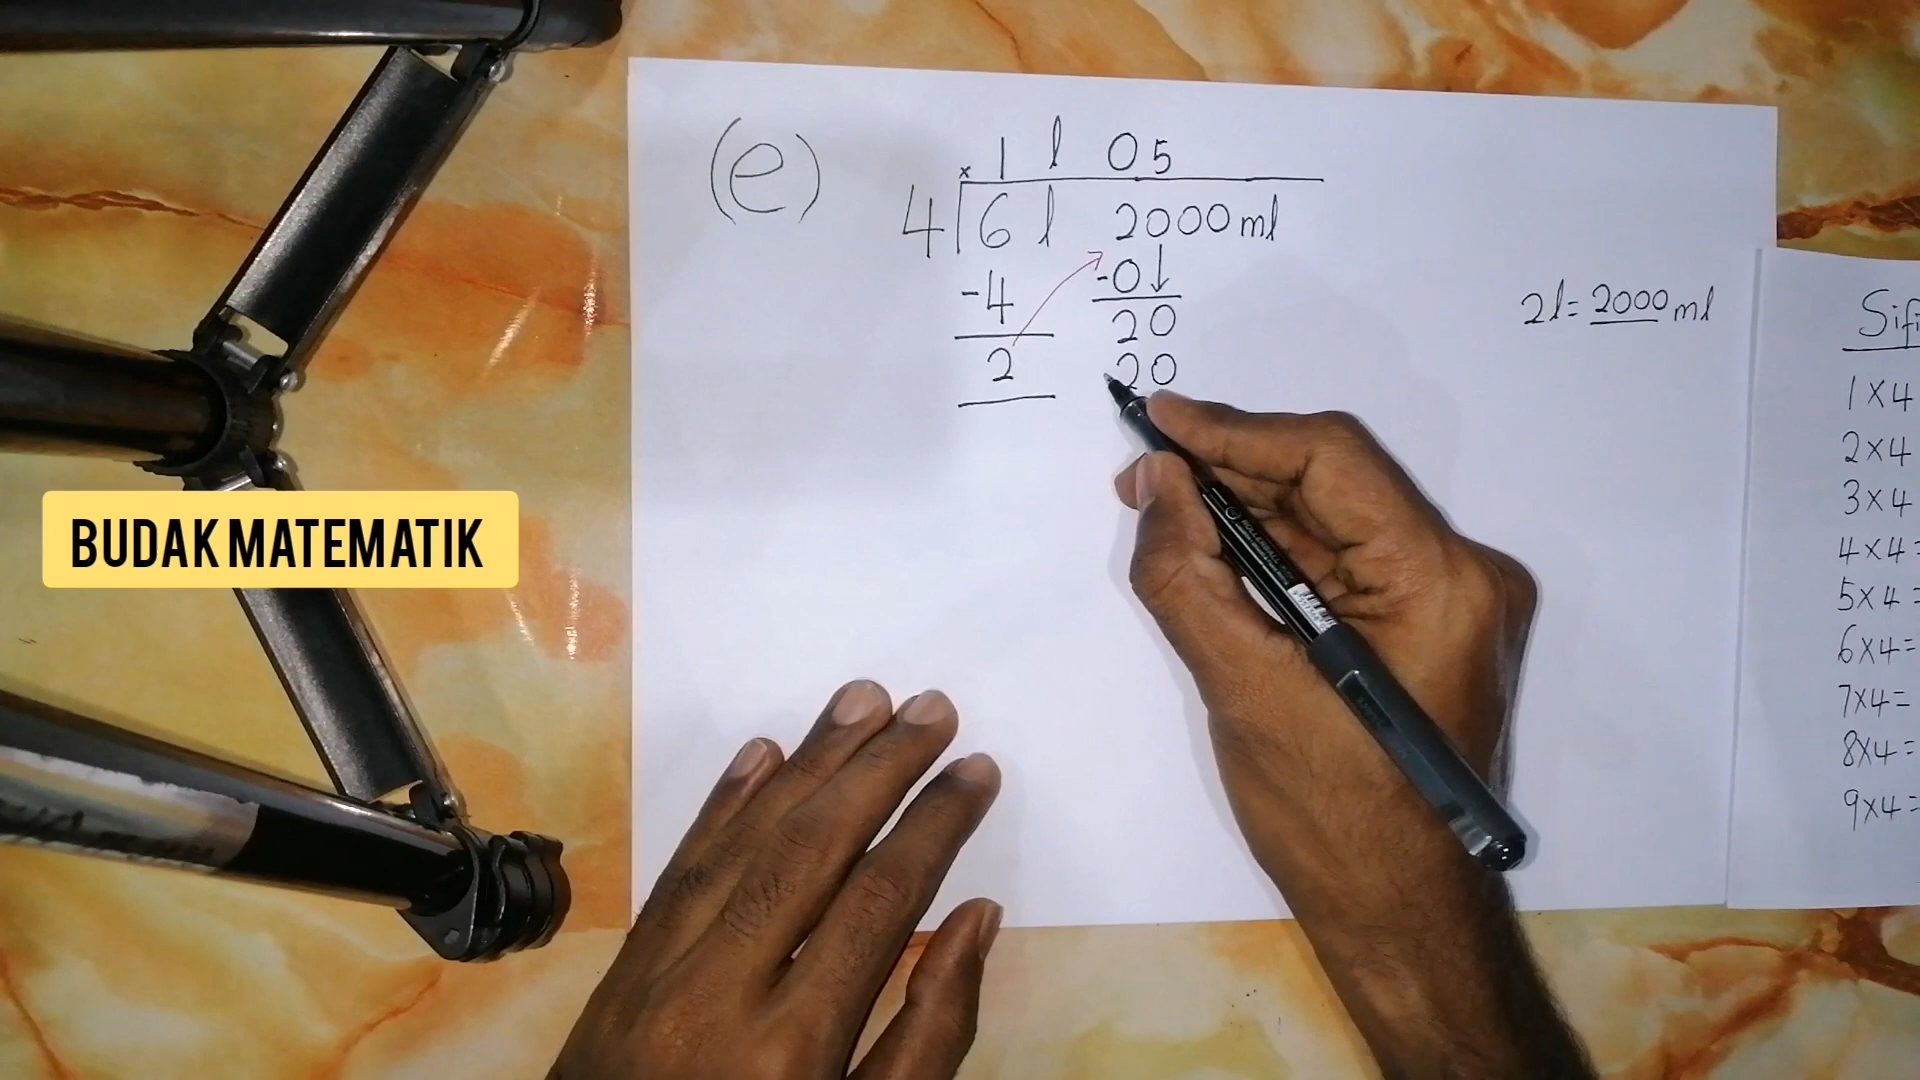 (e)
× 1 l 05
4 6 l 2000 ml
-4 -0↓
2 20
20
2l = 2000 ml
1 x 4
2 x 4
3 x 4
4 x 4 =
5 x 4 =
6 x 4 =
7 x 4 =
8 x 4 =
9 x 4 =
BUDAK MATEMATIK